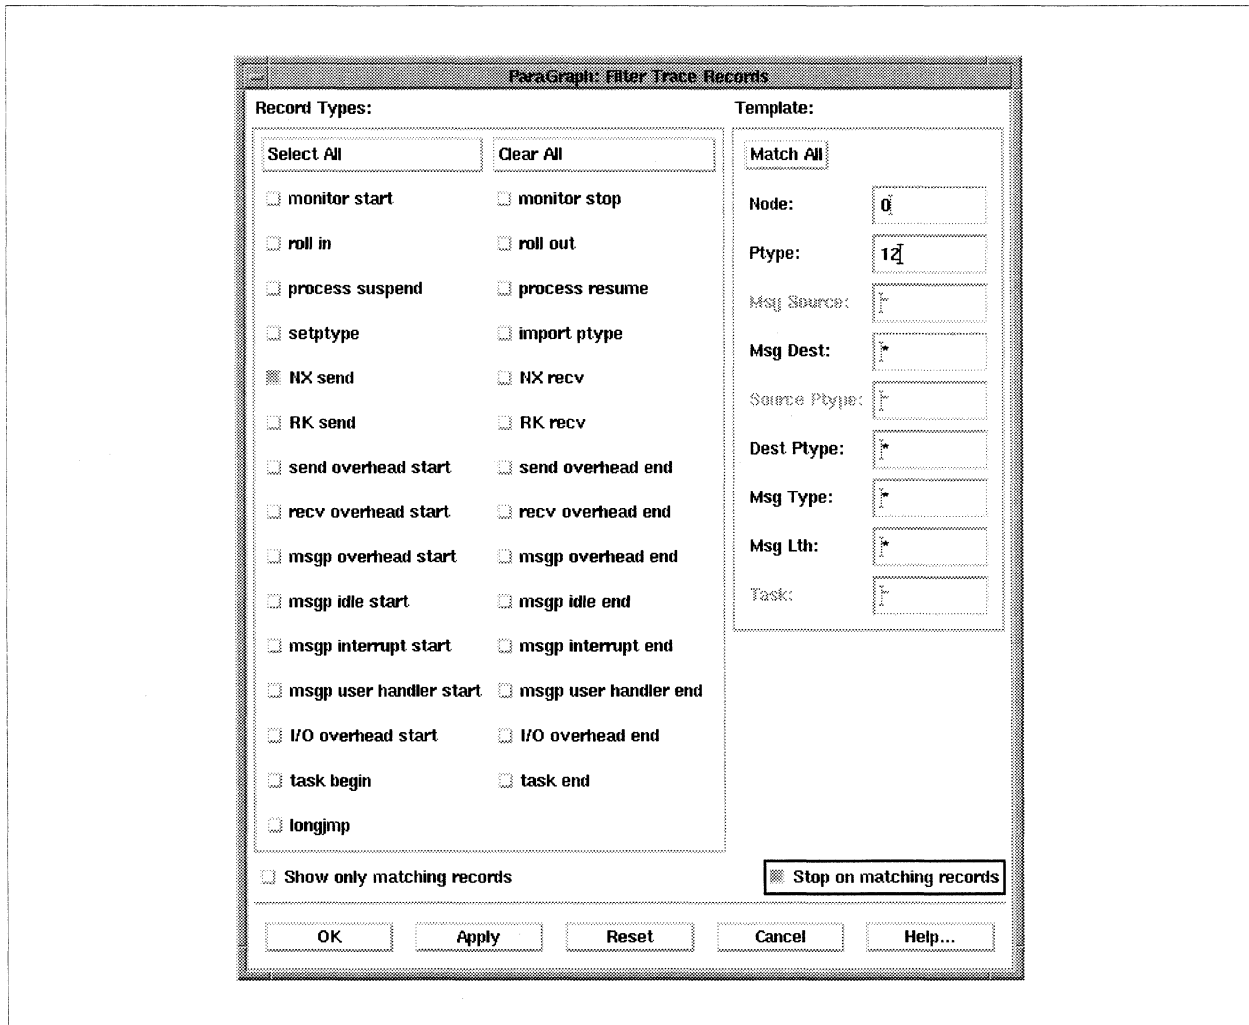 ParaGraph: Filter Trace Records
Record Types:
Select All Clear All
monitor start monitor stop
roll in roll out
process suspend process resume
setptype import ptype
NX send NX recv
RK send RK recv
send overhead start send overhead end
recv overhead start recv overhead end
msgp overhead start msgp overhead end
msgp idle start msgp idle end
msgp interrupt start msgp interrupt end
msgp user handler start msgp user handler end
I/O overhead start I/O overhead end
task begin task end
longjmp
Template:
Match All
Node: 0
Ptype: 12
Msg Source: -
Msg Dest: *
Source Ptype: -
Dest Ptype: *
Msg Type: *
Msg Lth: *
Task: -
Show only matching records Stop on matching records
OK Apply Reset Cancel Help...